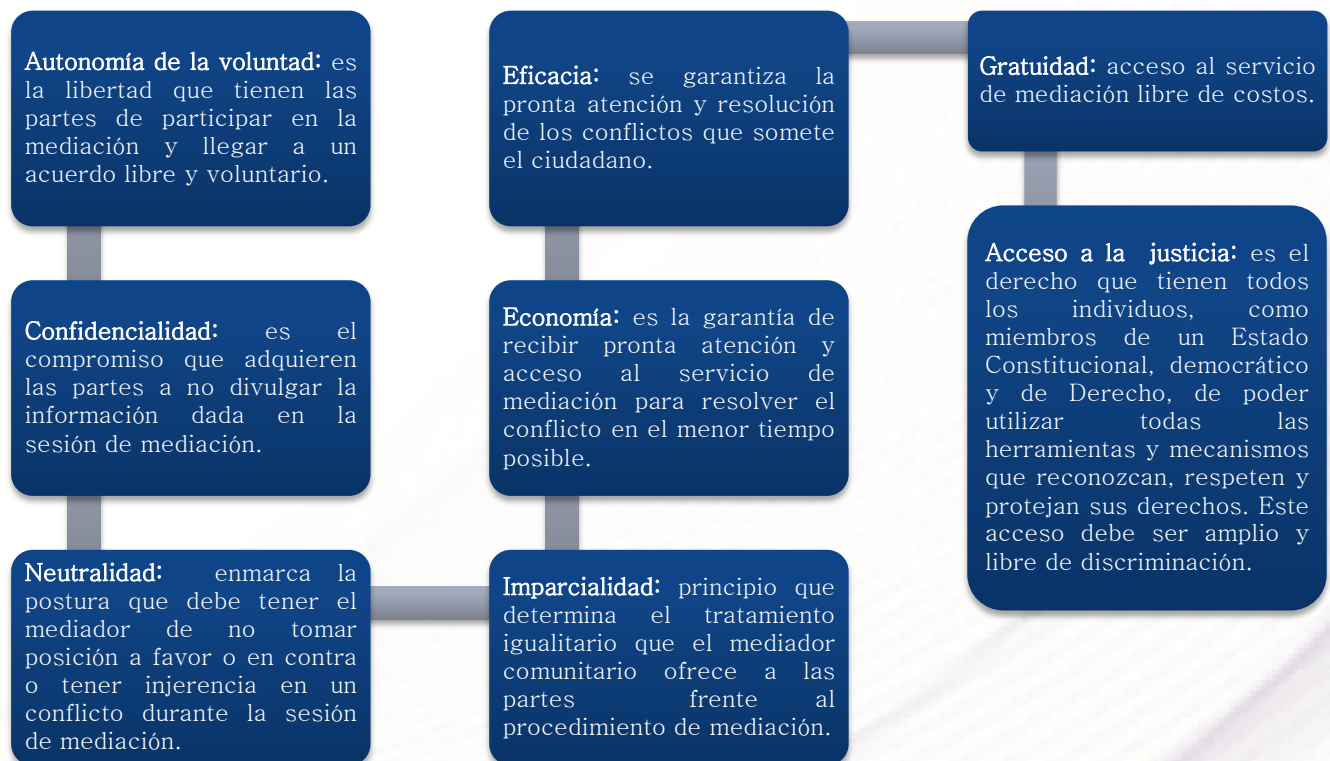 Autonomía de la voluntad: es
la libertad que tienen las
partes de participar en la
mediación y llegar a un
acuerdo libre y voluntario.
Confidencialidad: es el
compromiso que adquieren
las partes a no divulgar la
información dada en la
sesión de mediación.
Neutralidad: enmarca la
postura que debe tener el
mediador de no tomar
posición a favor o en contra
o tener injerencia en un
conflicto durante la sesión
de mediación.
Imparcialidad: principio que
determina el tratamiento
igualitario que el mediador
comunitario ofrece a las
partes frente al
procedimiento de mediación.
Economía: es la garantía de
recibir pronta atención y
acceso al servicio de
mediación para resolver el
conflicto en el menor tiempo
posible.
Eficacia: se garantiza la
pronta atención y resolución
de los conflictos que somete
el ciudadano.
Gratuidad: acceso al servicio
de mediación libre de costos.
Acceso a la justicia: es el
derecho que tienen todos
los individuos, como
miembros de un Estado
Constitucional, democrático
y de Derecho, de poder
utilizar todas las
herramientas y mecanismos
que reconozcan, respeten y
protejan sus derechos. Este
acceso debe ser amplio y
libre de discriminación.